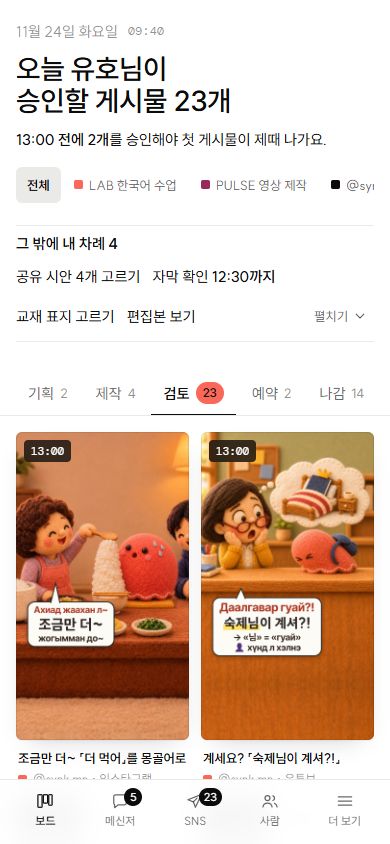 11월 24일 화요일 09:40
오늘 유호님이
승인할 게시물 23개
13:00 전에 2개를 승인해야 첫 게시물이 제때 나가요.
전체 LAB 한국어 수업 PULSE 영상 제작
그 밖에 내 차례 4
공유 시안 4개 고르기 자막 확인 12:30까지
교재 표지 고르기 편집본 보기 펼치기
기획 2 제작 4 검토 23 예약 2 나감 14
13:00
Ахиад жаахан л~
조금만 더~
жогымман до~
13:00
Даалгавар гуай?!
숙제님이 계셔?!
→ «님» = «гуай»
хүнд л хэлнэ
조금만 더~ 「더 먹어」를 몽골어로
계세요? 「숙제님이 계셔?!」
5 23
보드 메신저 SNS 사람 더 보기